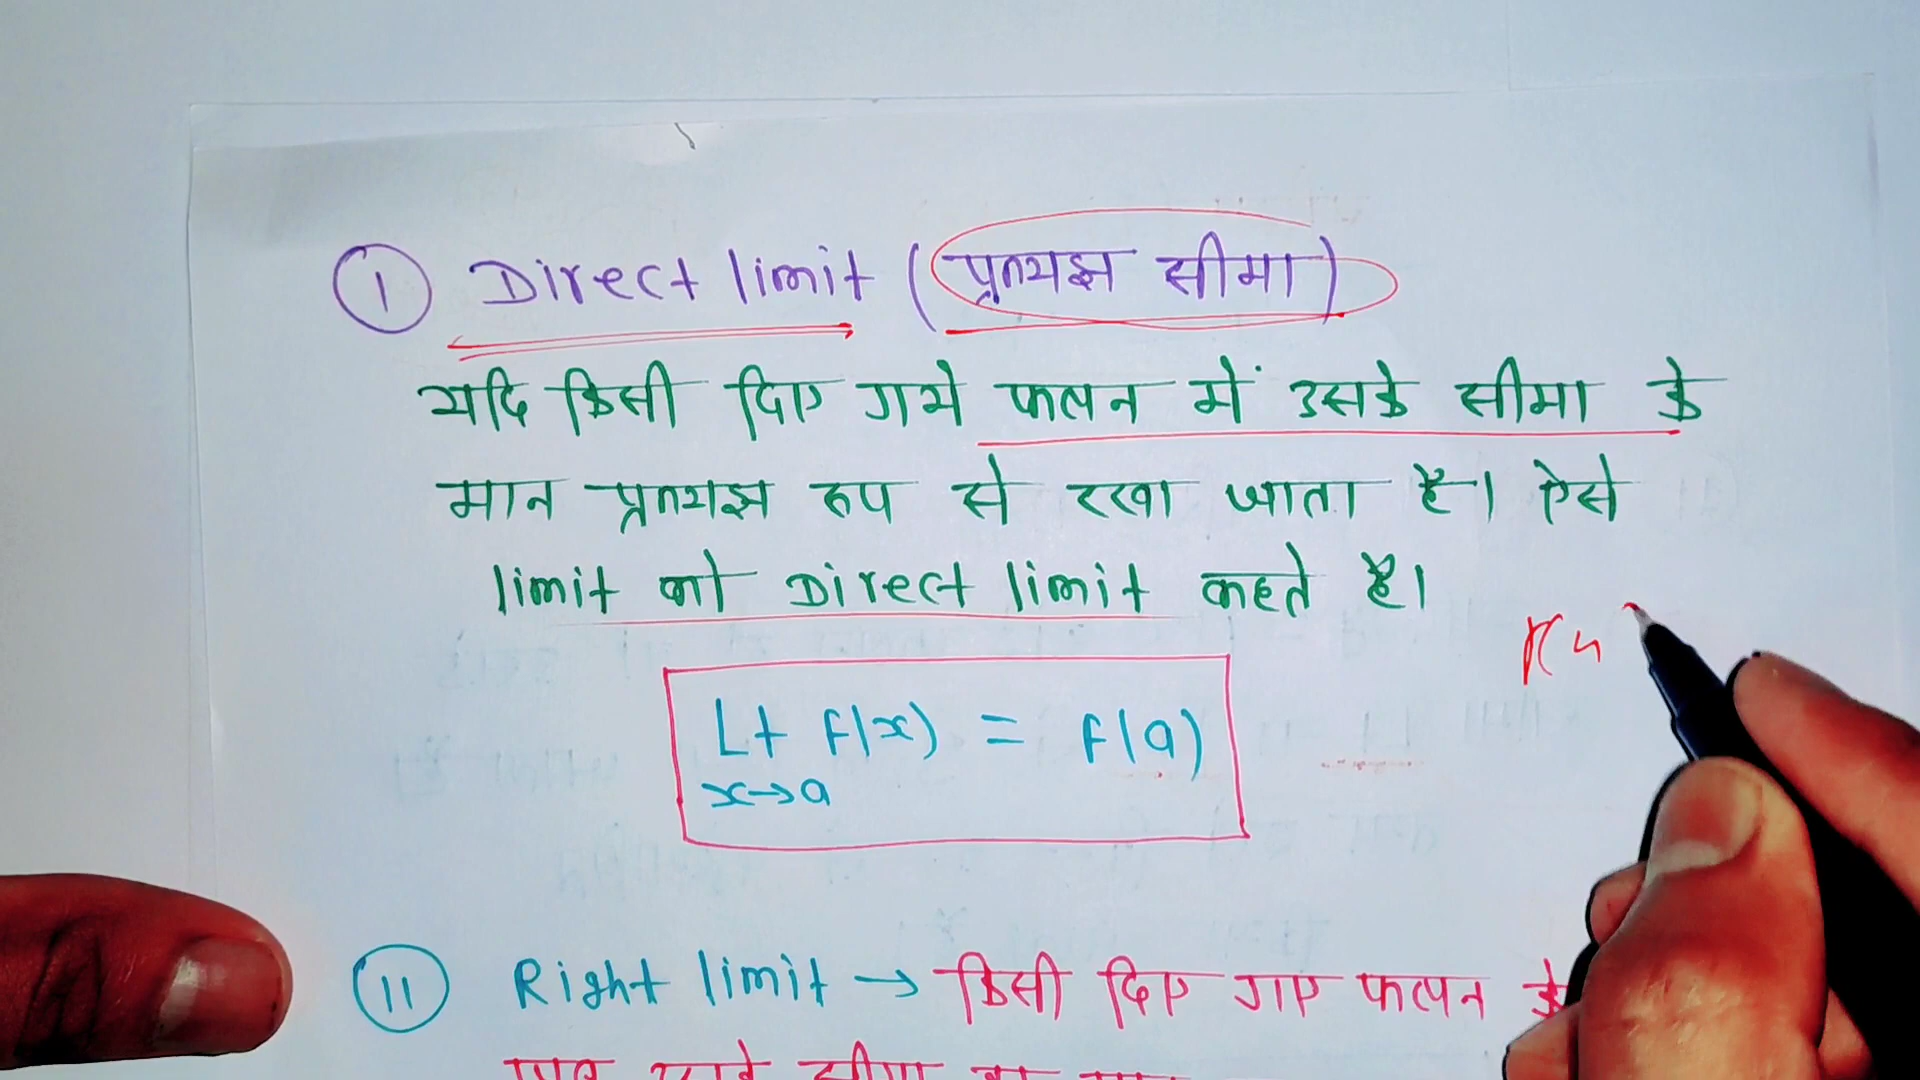 ① Direct limit (प्रत्यक्ष सीमा)
यदि किसी दिए गये फलन में उसके सीमा के
मान प्रत्यक्ष रूप से रखा जाता है। ऐसे
limit को Direct limit कहते है।
Lt f(x) = f(a)
x→a
⑪ Right limit → किसी दिए गए फलन के